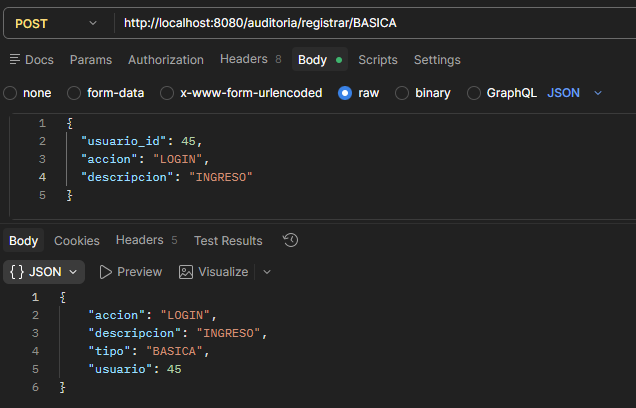 POST http://localhost:8080/auditoria/registrar/BASICA
Docs Params Authorization Headers 8 Body Scripts Settings
none form-data x-www-form-urlencoded raw binary GraphQL JSON
1 {
2 "usuario_id": 45,
3 "accion": "LOGIN",
4 "descripcion": "INGRESO"
5 }
Body Cookies Headers 5 Test Results
{} JSON Preview Visualize
1 {
2 "accion": "LOGIN",
3 "descripcion": "INGRESO",
4 "tipo": "BASICA",
5 "usuario": 45
6 }